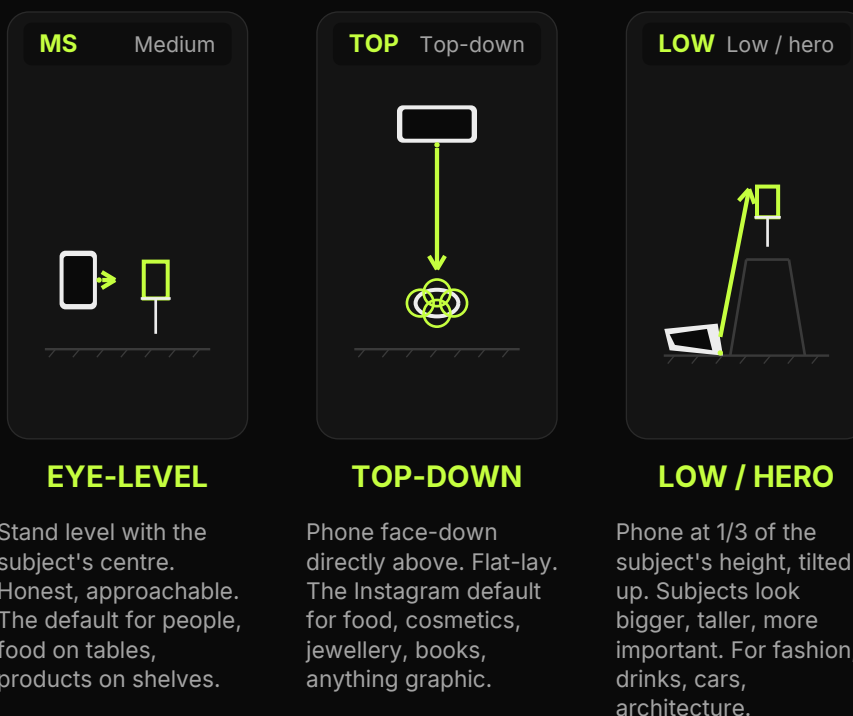 MS Medium
TOP Top-down
LOW Low / hero
EYE-LEVEL
Stand level with the
subject's centre.
Honest, approachable.
The default for people,
food on tables,
products on shelves.
TOP-DOWN
Phone face-down
directly above. Flat-lay.
The Instagram default
for food, cosmetics,
jewellery, books,
anything graphic.
LOW / HERO
Phone at 1/3 of the
subject's height, tilted
up. Subjects look
bigger, taller, more
important. For fashion
drinks, cars,
architecture.